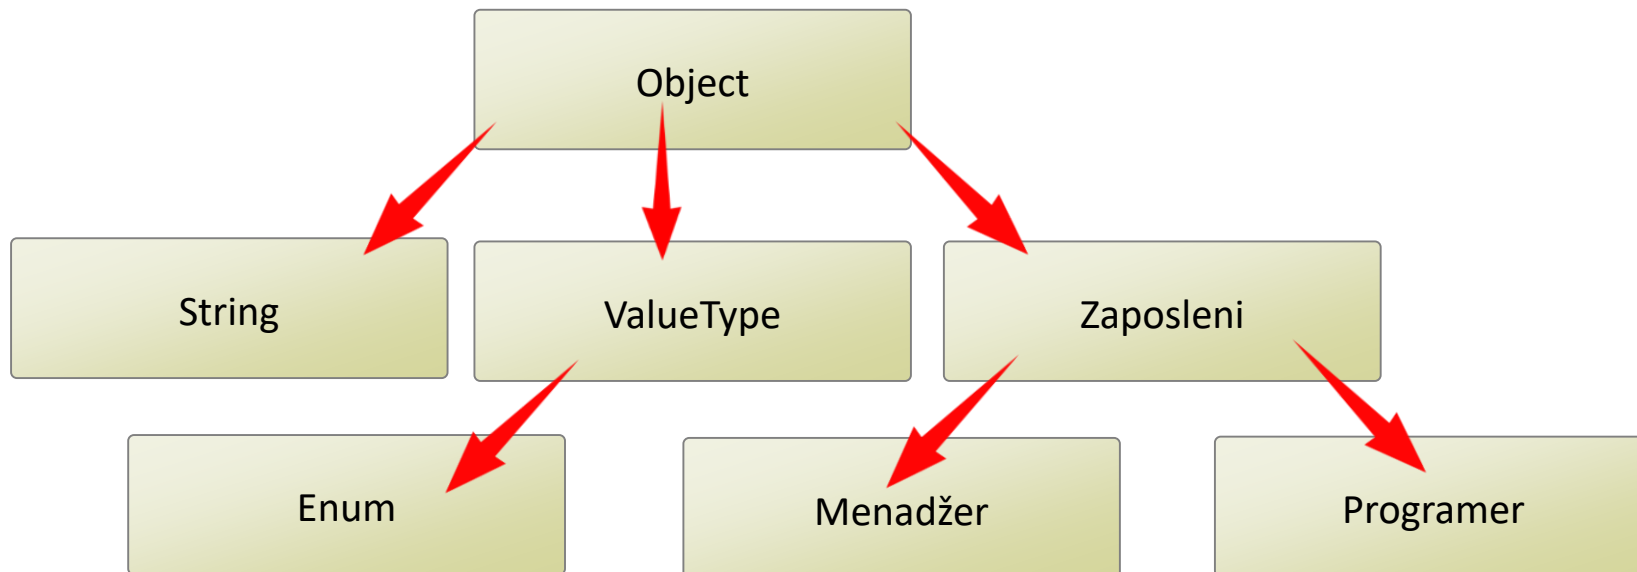 Object
String
ValueType
Zaposleni
Enum
Menadžer
Programer